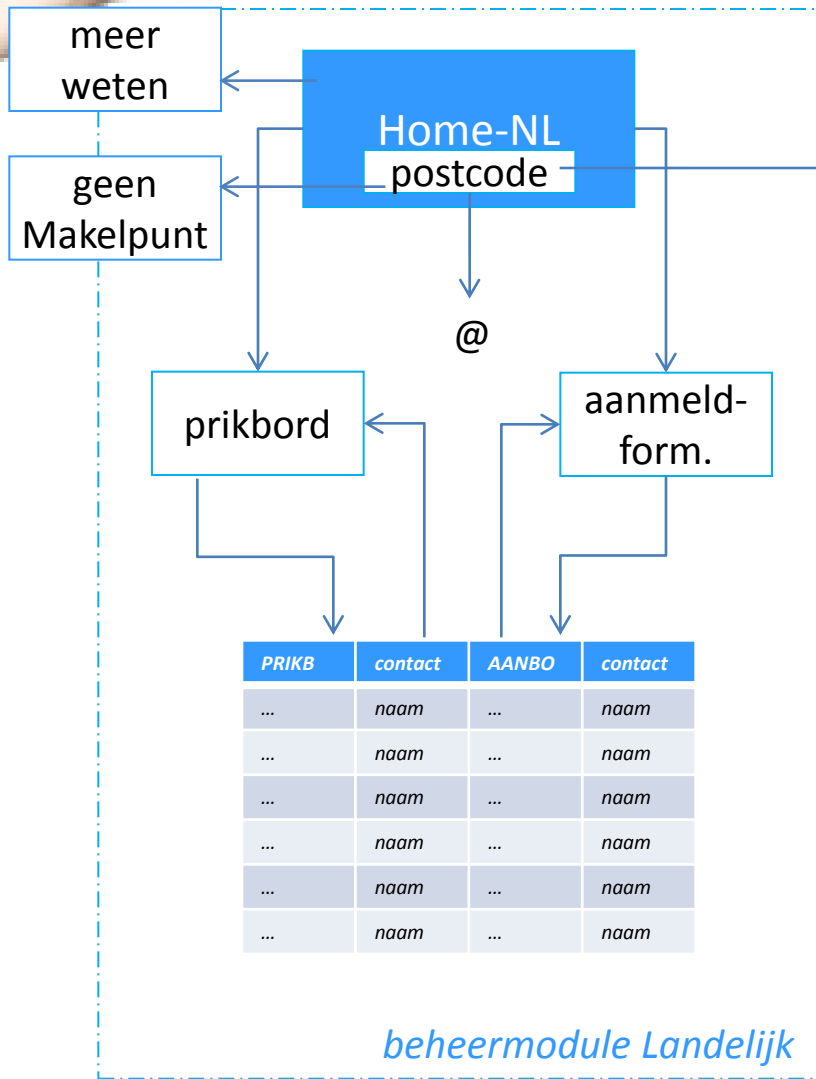 meer
weten
Home-NL
postcode
geen
Makelpunt
@
prikbord
aanmeld-
form.
PRIKB contact AANBO contact
... naam ... naam
... naam ... naam
... naam ... naam
... naam ... naam
... naam ... naam
... naam ... naam
beheermodule Landelijk